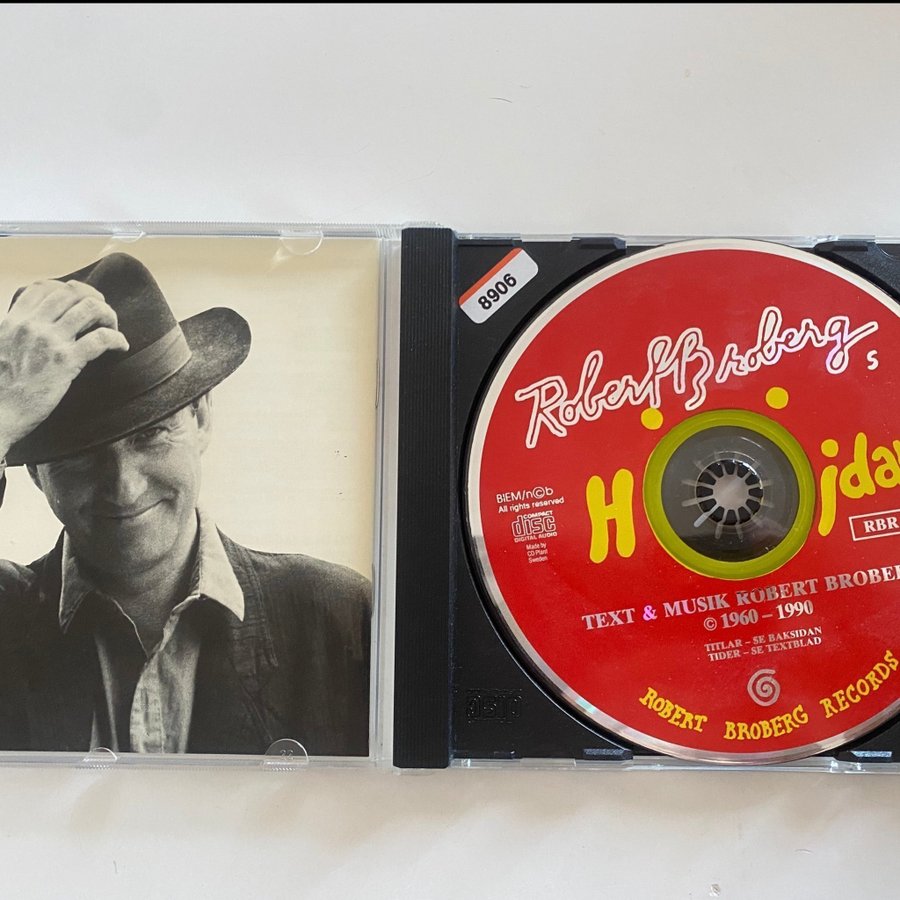 8906
Robert Broberg
s
Höjda
BIEM/n©b
All rights reserved
COMPACT
disc
DIGITAL AUDIO
Made by
CD Plant
Sweden
RBR
TEXT & MUSIK ROBERT BROBE
© 1960 – 1990
TITLAR – SE BAKSIDAN
TIDER – SE TEXTBLAD
ROBERT BROBERG RECORDS